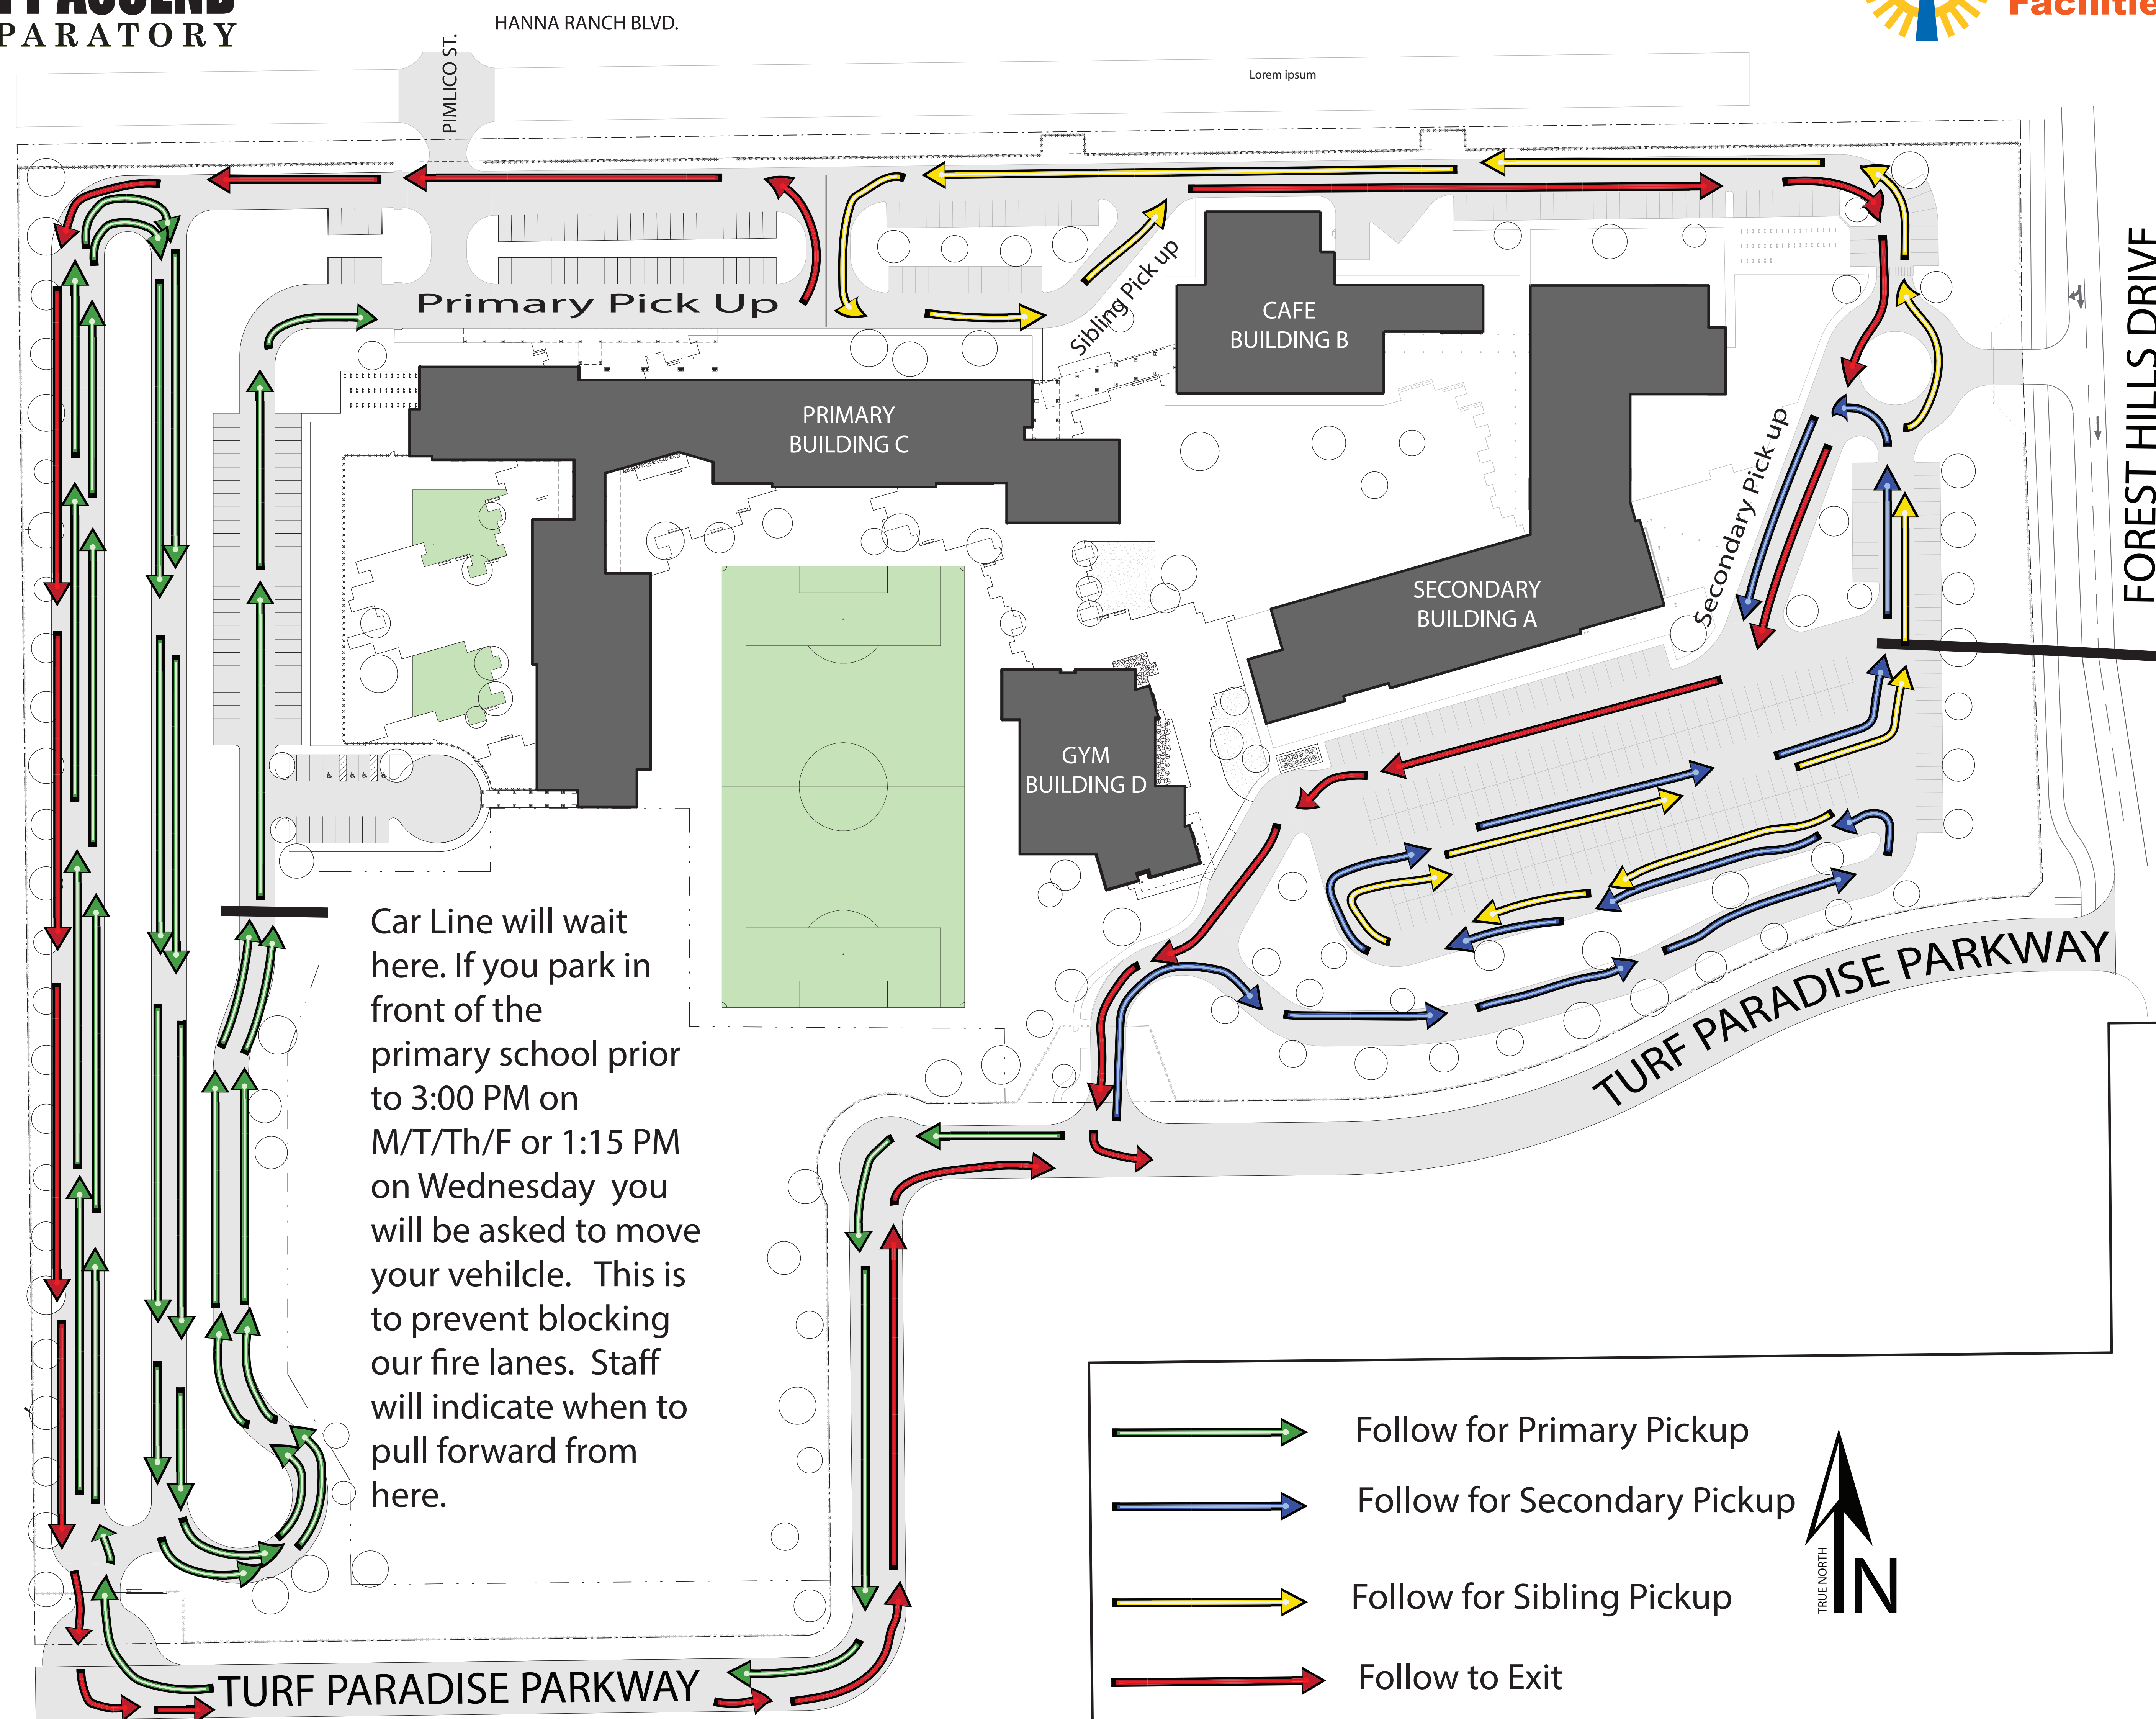 PARATORY
HANNA RANCH BLVD.
PIMLICO ST.
Lorem ipsum
Facilitie
FOREST HILLS DRIVE
Primary Pick Up
Sibling Pick up
CAFE
BUILDING B
PRIMARY
BUILDING C
Secondary Pick up
SECONDARY
BUILDING A
GYM
BUILDING D
Car Line will wait
here. If you park in
front of the
primary school prior
to 3:00 PM on
M/T/Th/F or 1:15 PM
on Wednesday you
will be asked to move
your vehilcle. This is
to prevent blocking
our fire lanes. Staff
will indicate when to
pull forward from
here.
TURF PARADISE PARKWAY
TURF PARADISE PARKWAY
Follow for Primary Pickup
Follow for Secondary Pickup
Follow for Sibling Pickup
Follow to Exit
TRUE NORTH
N